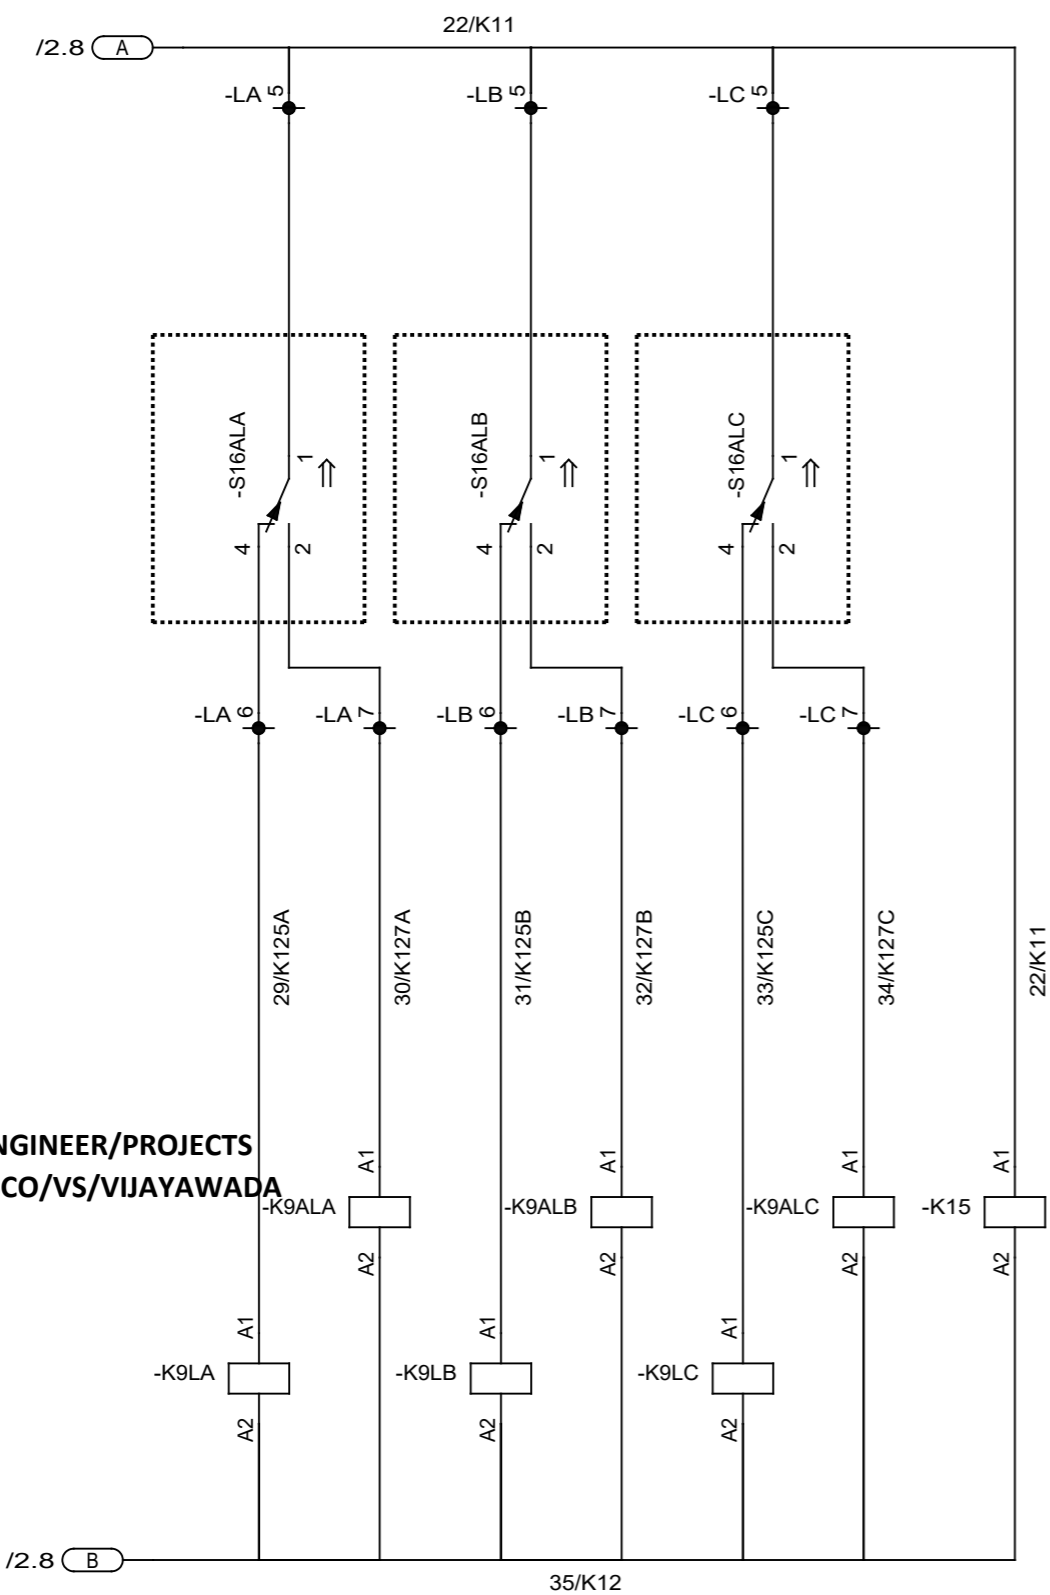 22/K11
/2.8 A
-LA 5
-LB 5
-LC 5
-S16ALA
1
4
2
-S16ALB
1
4
2
-S16ALC
1
4
2
-LA 6
-LA 7
-LB 6
-LB 7
-LC 6
-LC 7
29/K125A
30/K127A
31/K125B
32/K127B
33/K125C
34/K127C
22/K11
NGINEER/PROJECTS
CO/VS/VIJAYAWADA
A1
-K9ALA
A2
A1
-K9ALB
A2
A1
-K9ALC
A2
A1
-K15
A2
A1
-K9LA
A2
A1
-K9LB
A2
A1
-K9LC
A2
/2.8 B
35/K12